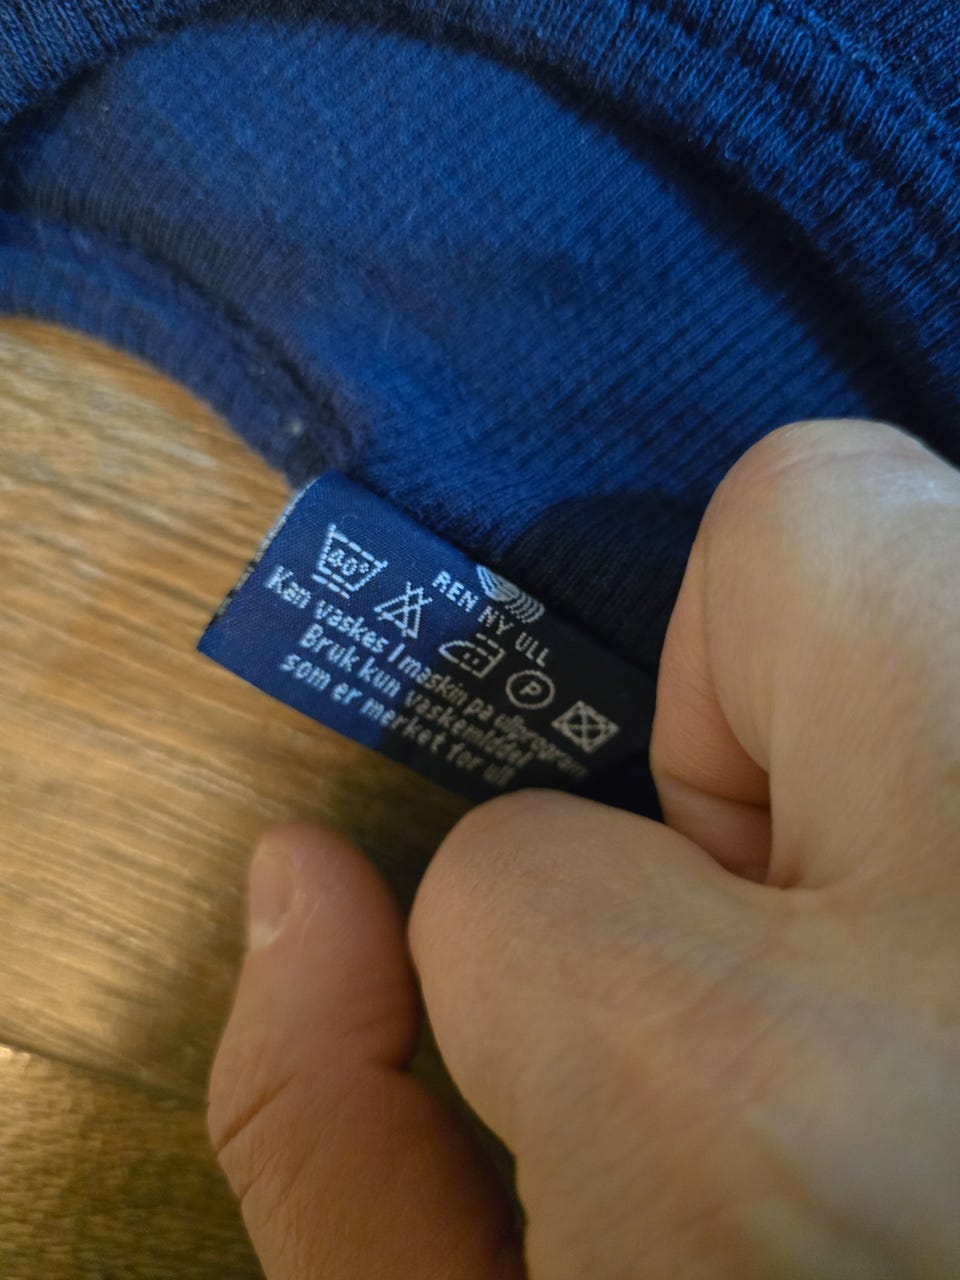 REN NY ULL
40°
P
Kan vaskes I maskin på ullprogram
Bruk kun vaskemiddel
som er merket for ull